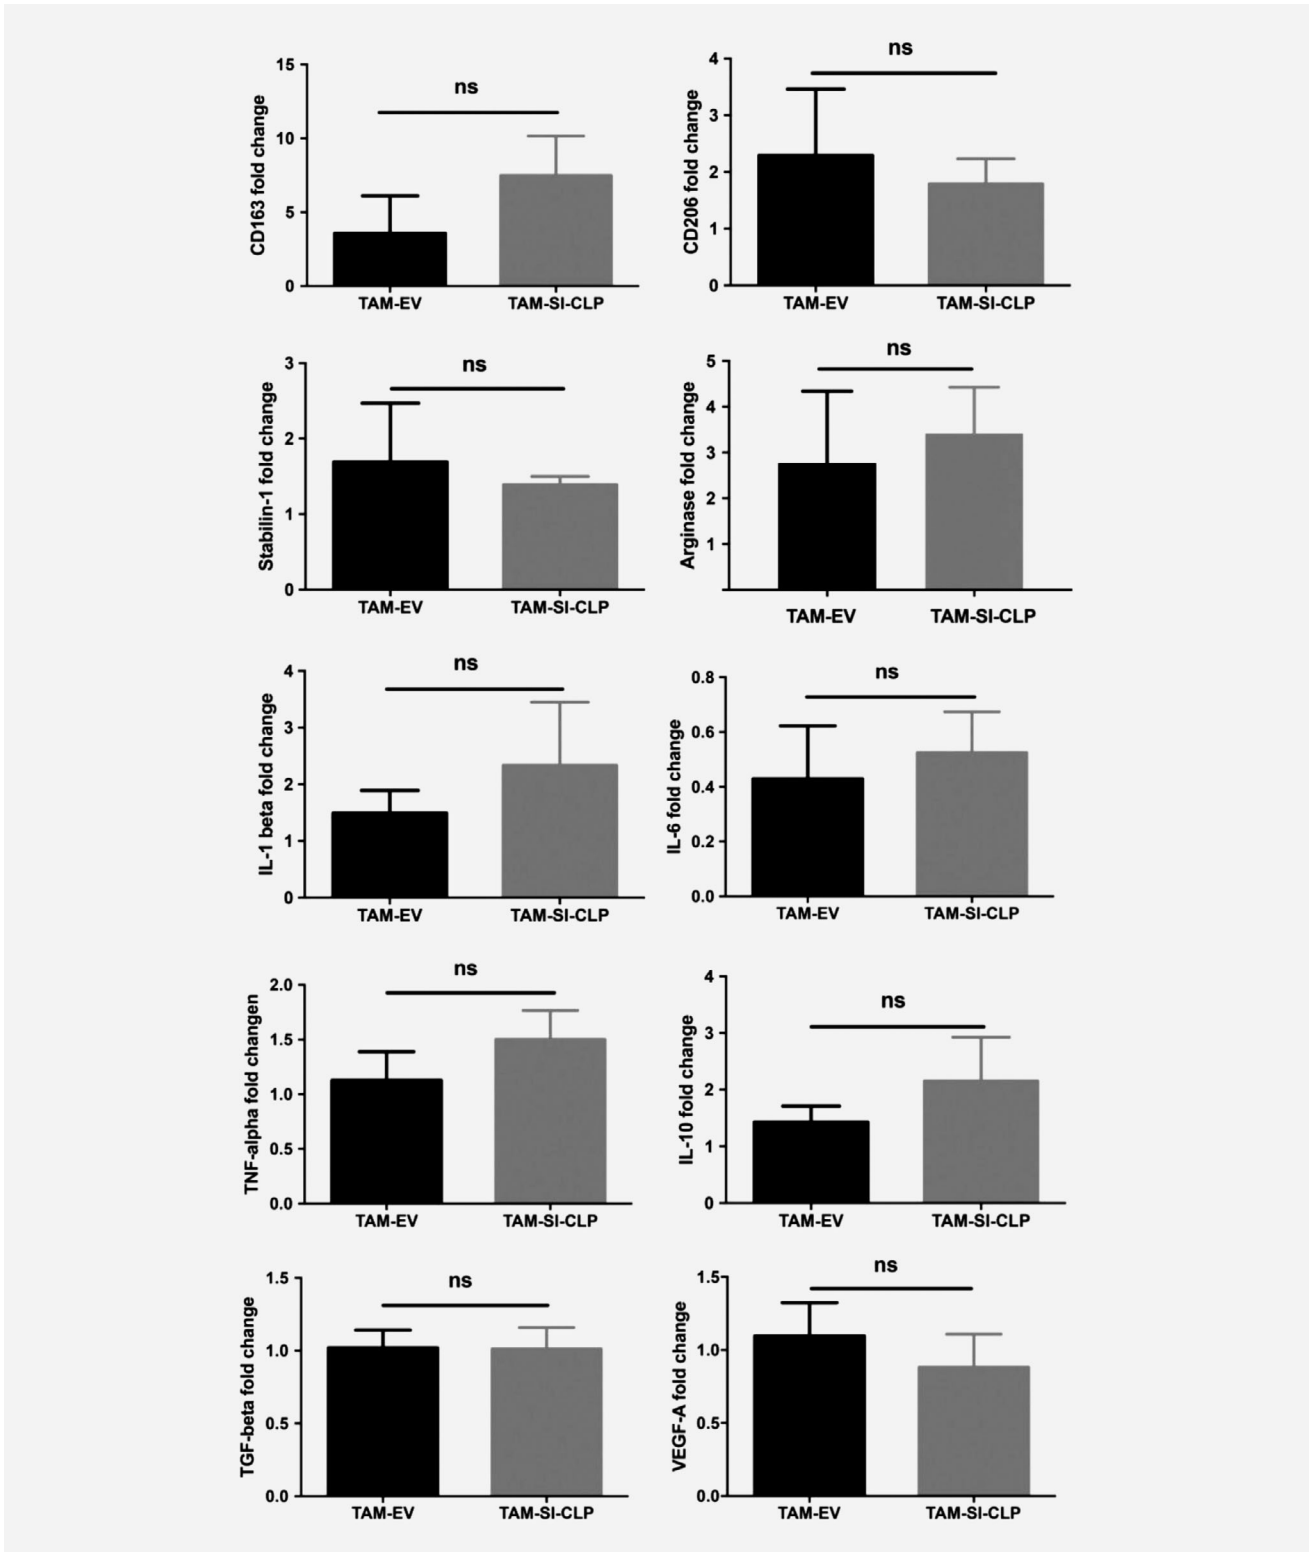 ns
CD163 fold change
15
10
5
0
TAM-EV TAM-SI-CLP
ns
CD206 fold change
4
3
2
1
0
TAM-EV TAM-SI-CLP
ns
Stabilin-1 fold change
3
2
1
0
TAM-EV TAM-SI-CLP
ns
Arginase fold change
5
4
3
2
1
TAM-EV TAM-SI-CLP
ns
IL-1 beta fold change
4
3
2
1
0
TAM-EV TAM-SI-CLP
ns
IL-6 fold change
0.8
0.6
0.4
0.2
0.0
TAM-EV TAM-SI-CLP
ns
TNF-alpha fold changen
2.0
1.5
1.0
0.5
0.0
TAM-EV TAM-SI-CLP
ns
IL-10 fold change
4
3
2
1
0
TAM-EV TAM-SI-CLP
ns
TGF-beta fold change
1.5
1.0
0.5
0.0
TAM-EV TAM-SI-CLP
ns
VEGF-A fold change
1.5
1.0
0.5
0.0
TAM-EV TAM-SI-CLP